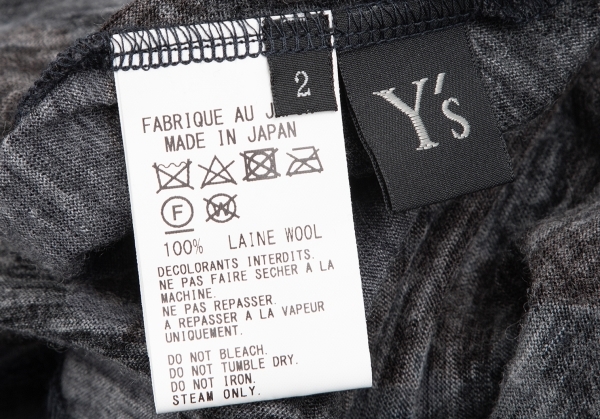 2
Y's
FABRIQUE AU J
MADE IN JAPAN
F
W
100% LAINE WOOL
DECOLORANTS INTERDITS.
NE PAS FAIRE SECHER A LA
MACHINE.
NE PAS REPASSER.
A REPASSER A LA VAPEUR
UNIQUEMENT.
DO NOT BLEACH.
DO NOT TUMBLE DRY.
DO NOT IRON.
STEAM ONLY.